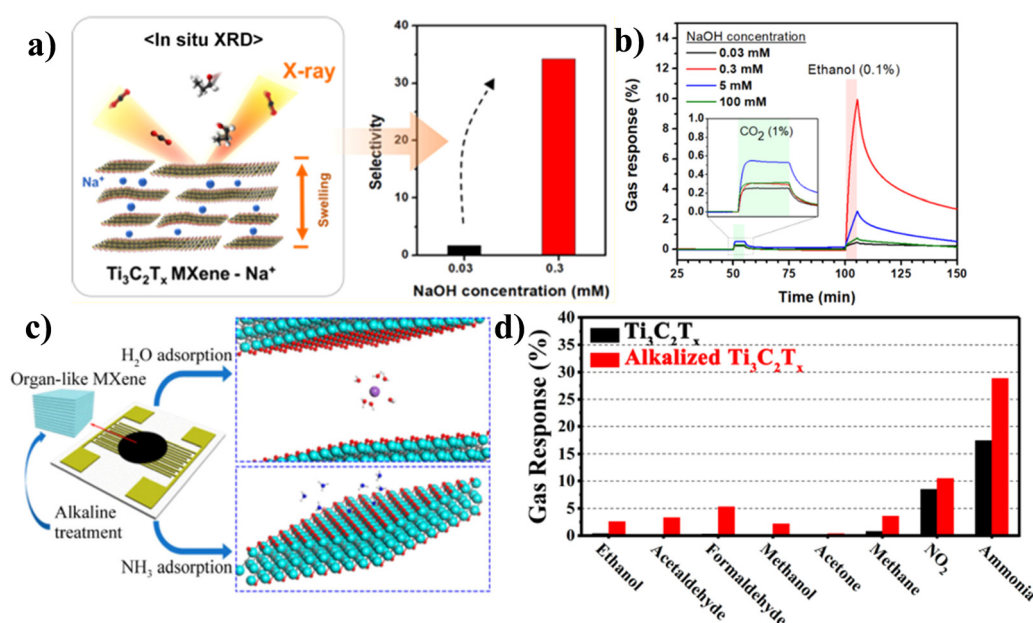 a)
<In situ XRD>
X-ray
Na⁺
Swelling
Ti₃C₂Tₓ MXene - Na⁺
Selectivity
40
30
20
10
0
0.03
0.3
NaOH concentration (mM)
b)
Gas response (%)
14
12
10
8
6
4
2
0
NaOH concentration
0.03 mM
0.3 mM
5 mM
100 mM
Ethanol (0.1%)
1.0
0.8
0.6
0.4
0.2
0.0
CO₂ (1%)
25
50
75
100
125
150
Time (min)
c)
H₂O adsorption
Organ-like MXene
Alkaline
treatment
NH₃ adsorption
d)
Gas Response (%)
40
35
30
25
20
15
10
5
0
Ti₃C₂Tₓ
Alkalized Ti₃C₂Tₓ
Ethanol
Acetaldehyde
Formaldehyde
Methanol
Acetone
Methane
NO₂
Ammonia